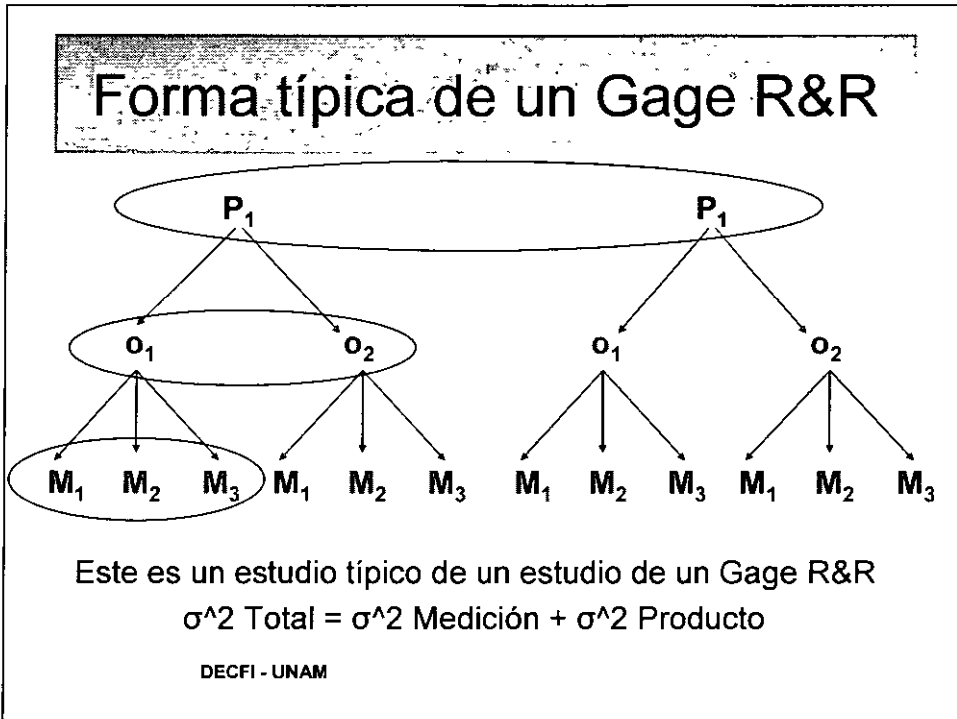 Forma típica de un Gage R&R
P₁ P₁
o₁ o₂ o₁ o₂
M₁ M₂ M₃ M₁ M₂ M₃ M₁ M₂ M₃ M₁ M₂ M₃
Este es un estudio típico de un estudio de un Gage R&R
σ^2 Total = σ^2 Medición + σ^2 Producto
DECFI - UNAM